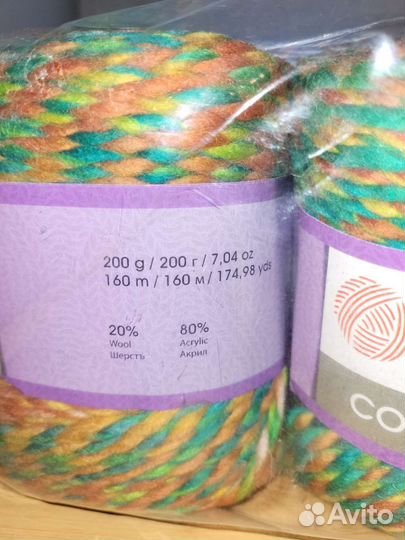 200 g / 200 г / 7,04 oz
160 m / 160 м / 174,98 yds
20% 80%
Wool Acrylic
Шерсть Акрил
CO
Avito